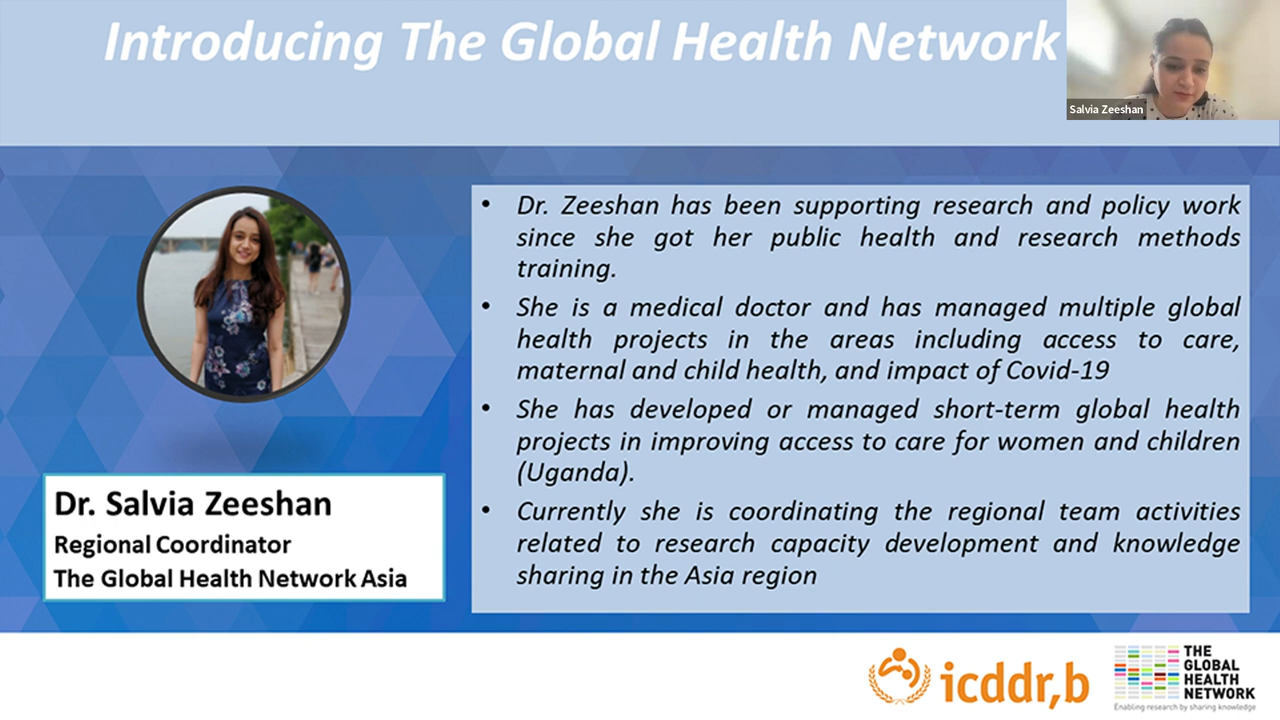 Introducing The Global Health Network
Salvia Zeeshan
• Dr. Zeeshan has been supporting research and policy work
since she got her public health and research methods
training.
• She is a medical doctor and has managed multiple global
health projects in the areas including access to care,
maternal and child health, and impact of Covid-19
• She has developed or managed short-term global health
projects in improving access to care for women and children
(Uganda).
• Currently she is coordinating the regional team activities
related to research capacity development and knowledge
sharing in the Asia region
Dr. Salvia Zeeshan
Regional Coordinator
The Global Health Network Asia
icddr,b
THE
GLOBAL
HEALTH
NETWORK
Enabling research by sharing knowledge